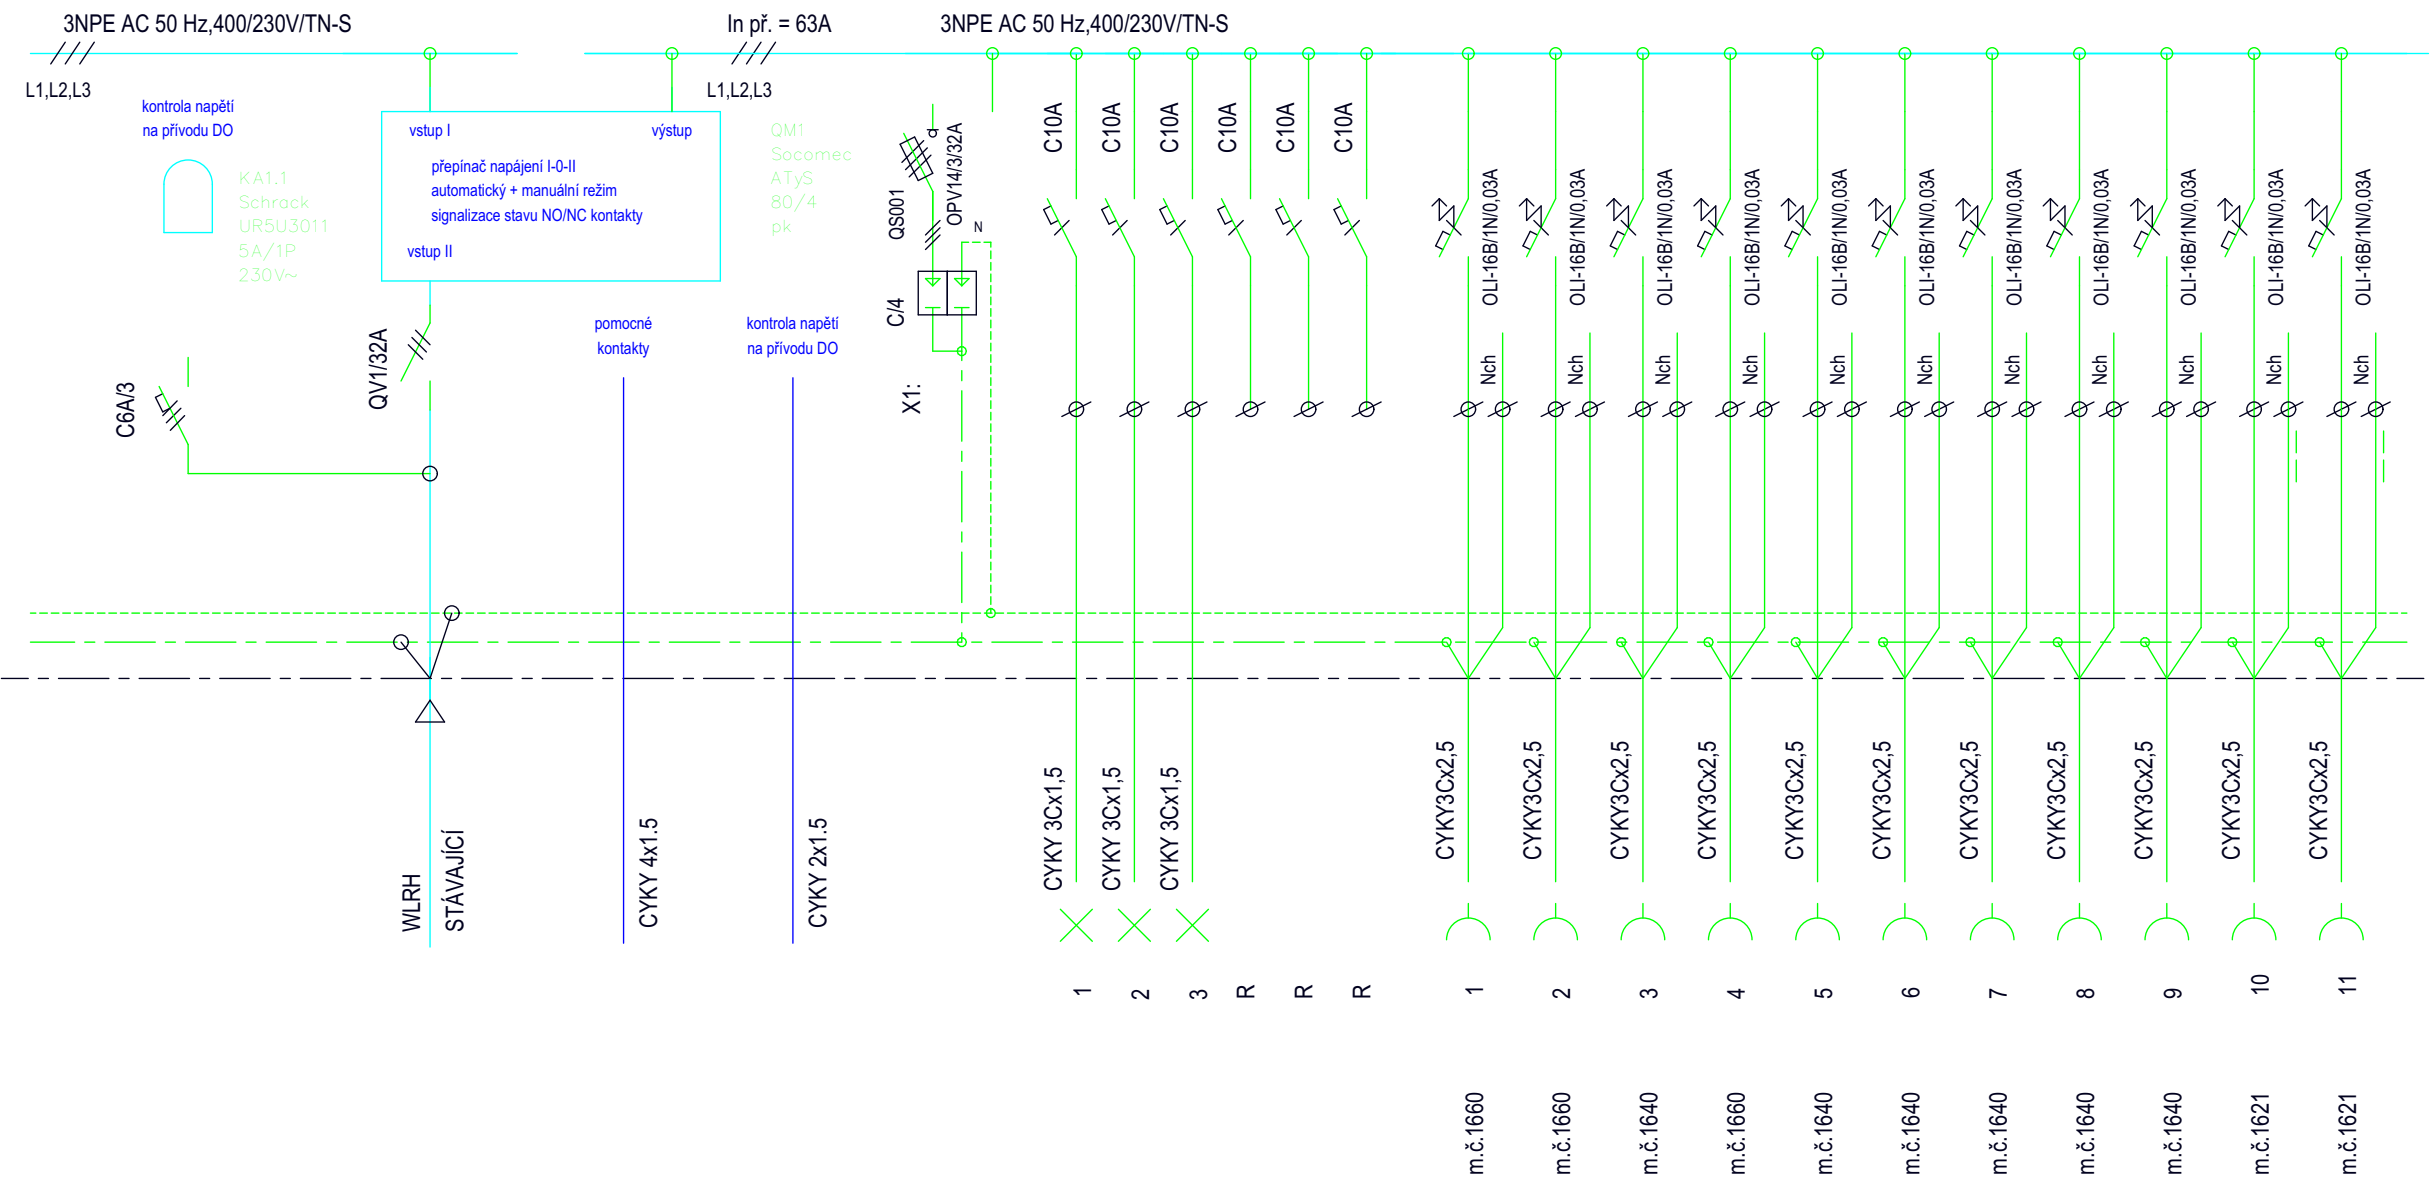 3NPE AC 50 Hz,400/230V/TN-S
In př. = 63A
3NPE AC 50 Hz,400/230V/TN-S
L1,L2,L3
L1,L2,L3
kontrola napětí
na přívodu DO
KA1.1
Schrack
UR5U3011
5A/1P
230V~
vstup I
výstup
přepínač napájení I-0-II
automatický + manuální režim
signalizace stavu NO/NC kontakty
vstup II
QM1
Socomec
ATyS
80/4
pk
QS001
OPV14/3/32A
N
C/4
X1:
C6A/3
QV1/32A
pomocné
kontakty
kontrola napětí
na přívodu DO
C10A
C10A
C10A
C10A
C10A
C10A
OLI-16B/1N/0,03A
OLI-16B/1N/0,03A
OLI-16B/1N/0,03A
OLI-16B/1N/0,03A
OLI-16B/1N/0,03A
OLI-16B/1N/0,03A
OLI-16B/1N/0,03A
OLI-16B/1N/0,03A
OLI-16B/1N/0,03A
OLI-16B/1N/0,03A
OLI-16B/1N/0,03A
Nch
Nch
Nch
Nch
Nch
Nch
Nch
Nch
Nch
Nch
Nch
WLRH
STÁVAJÍCÍ
CYKY 4x1.5
CYKY 2x1.5
CYKY 3Cx1,5
CYKY 3Cx1,5
CYKY 3Cx1,5
CYKY3Cx2,5
CYKY3Cx2,5
CYKY3Cx2,5
CYKY3Cx2,5
CYKY3Cx2,5
CYKY3Cx2,5
CYKY3Cx2,5
CYKY3Cx2,5
CYKY3Cx2,5
CYKY3Cx2,5
CYKY3Cx2,5
1
2
3
R
R
R
1
2
3
4
5
6
7
8
9
10
11
m.č.1660
m.č.1660
m.č.1640
m.č.1660
m.č.1640
m.č.1640
m.č.1640
m.č.1640
m.č.1640
m.č.1621
m.č.1621